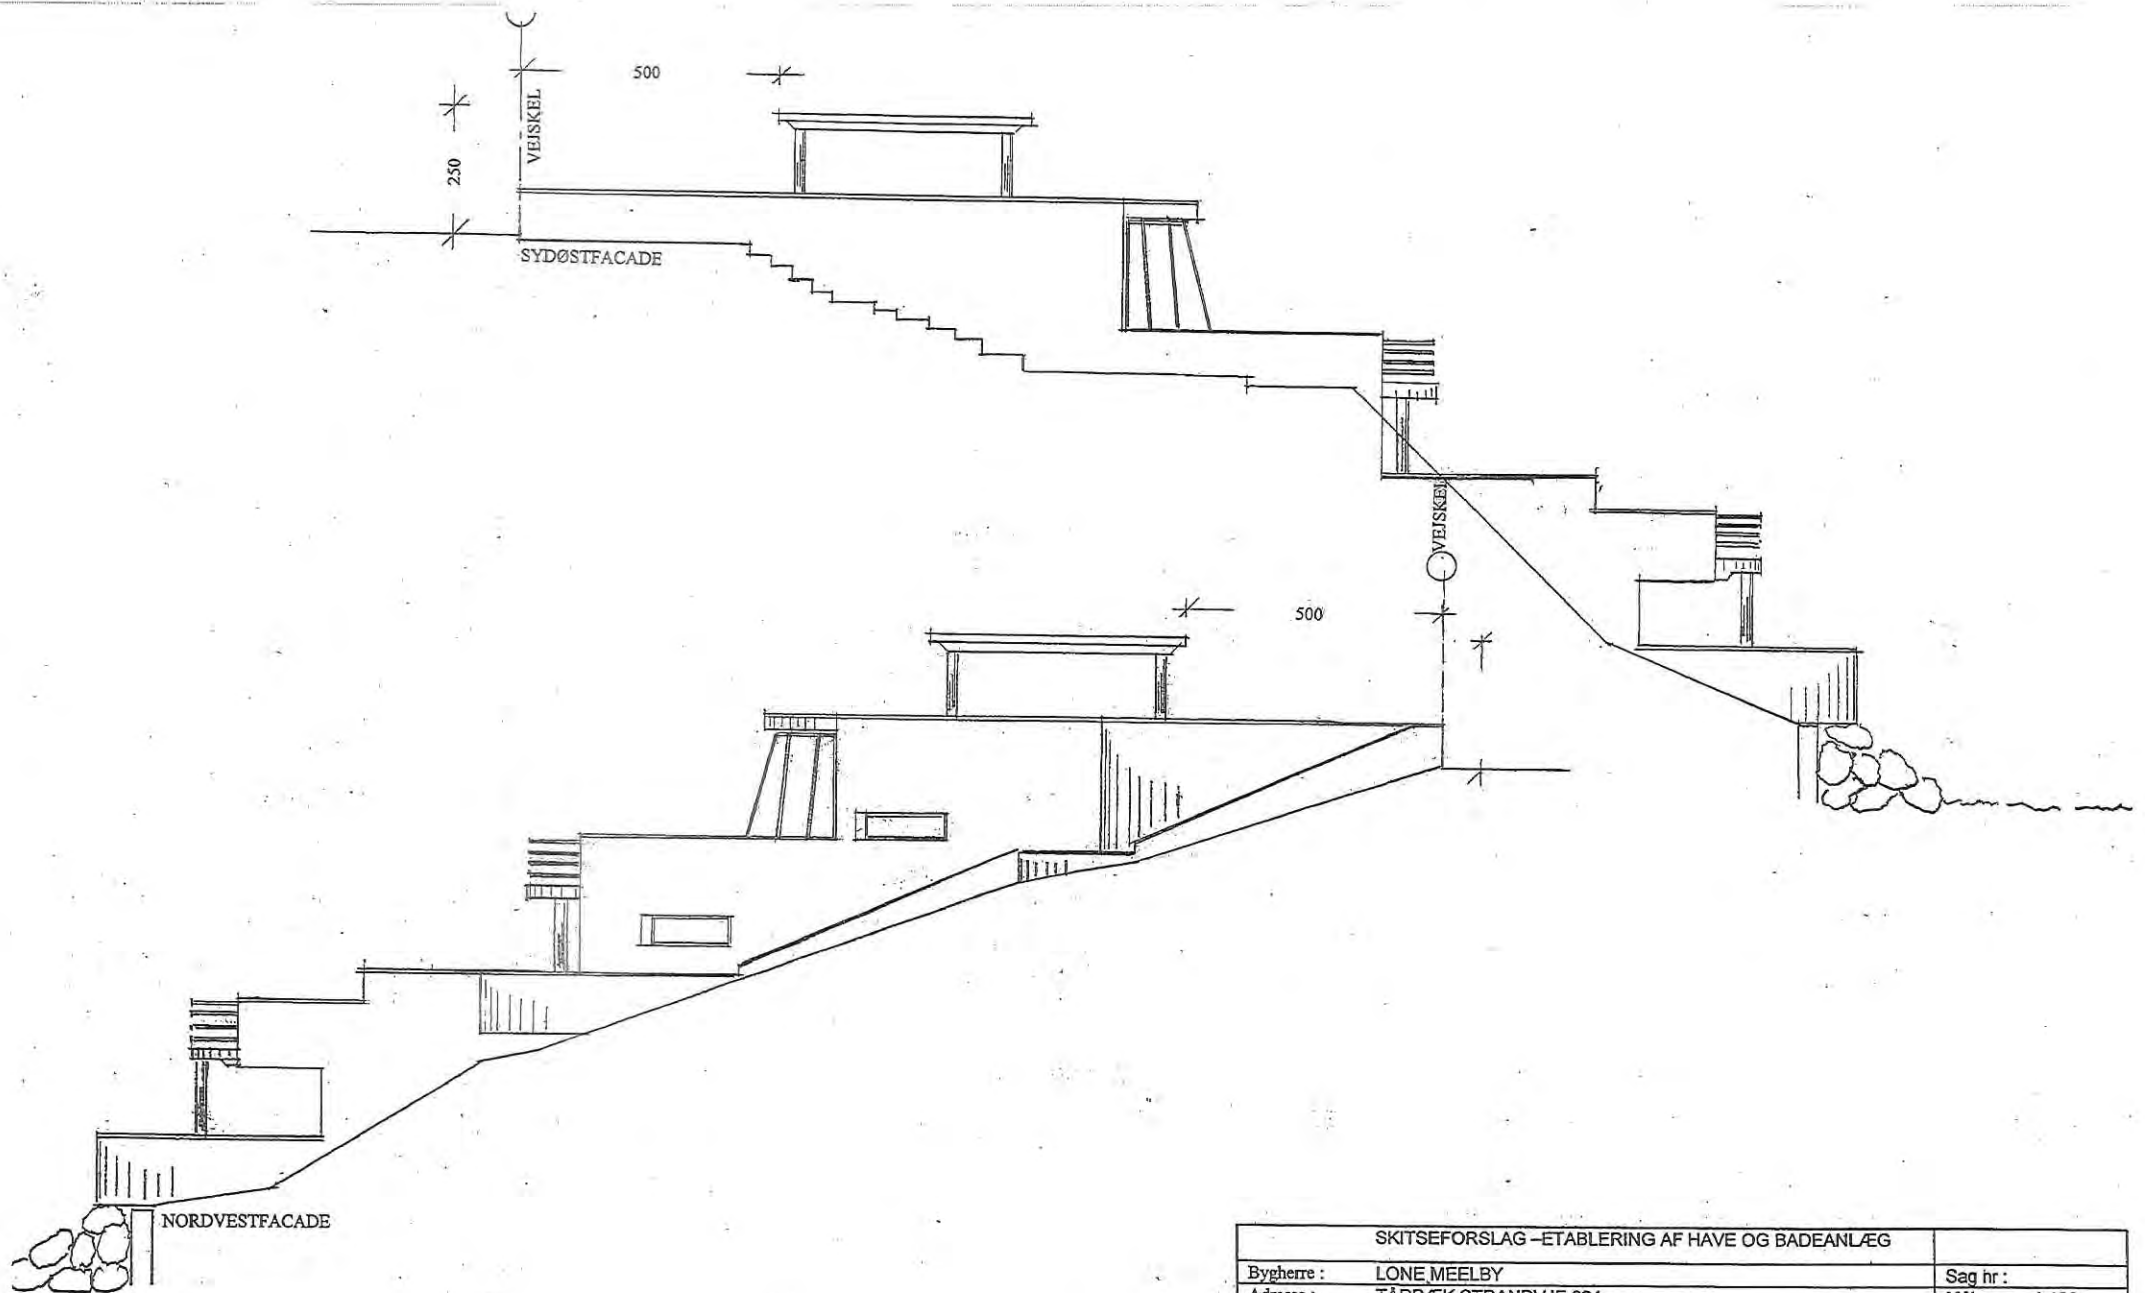 500
VEJSKEL
250
SYDØSTFACADE
VEJSKEL
500
NORDVESTFACADE
SKITSEFORSLAG – ETABLERING AF HAVE OG BADEANLÆG
Bygherre : LONE MEELBY
Sag nr :